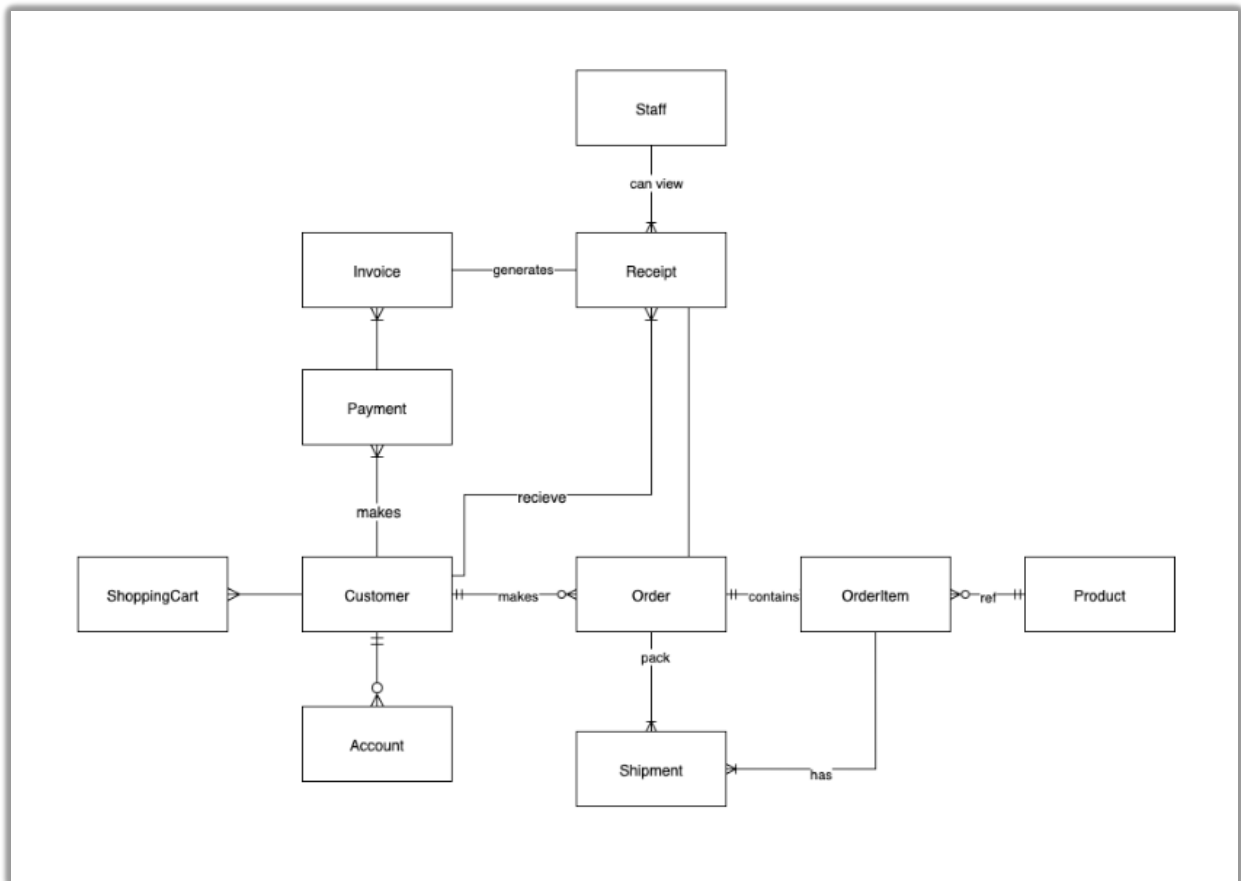 Staff
can view
Invoice
generates
Receipt
Payment
recieve
makes
ShoppingCart
Customer
makes
Order
contains
OrderItem
ref
Product
pack
Account
Shipment
has